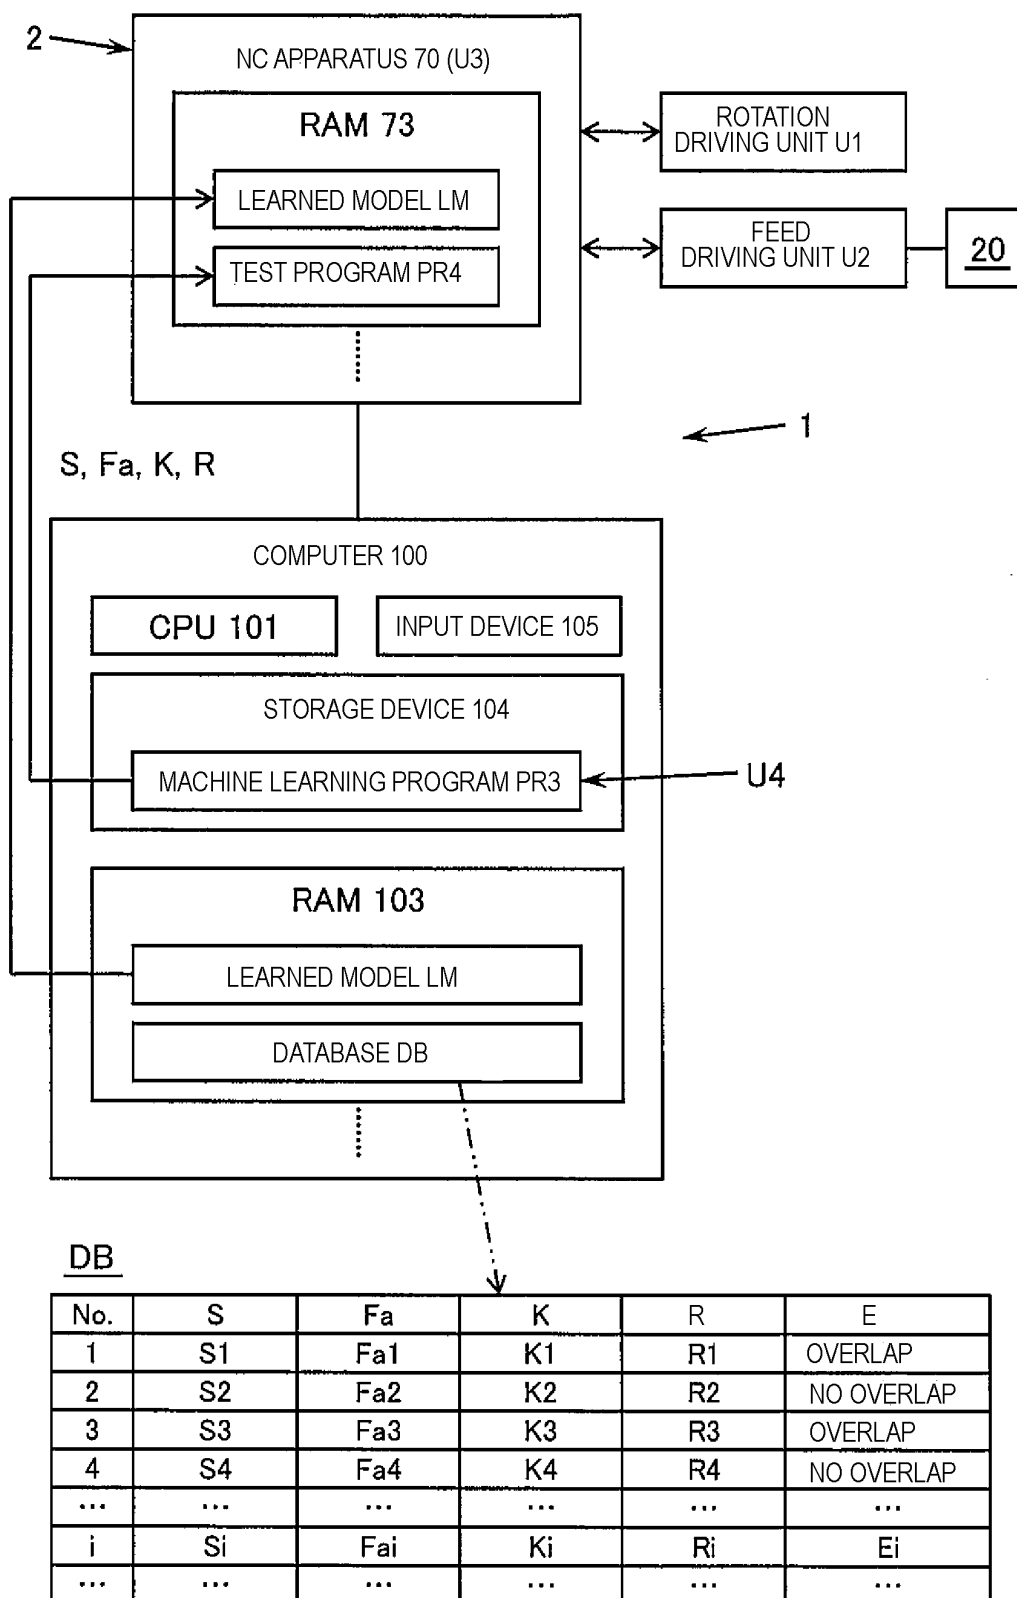 2
NC APPARATUS 70 (U3)
RAM 73
LEARNED MODEL LM
TEST PROGRAM PR4
ROTATION
DRIVING UNIT U1
FEED
DRIVING UNIT U2
20
1
S, Fa, K, R
COMPUTER 100
CPU 101
INPUT DEVICE 105
STORAGE DEVICE 104
MACHINE LEARNING PROGRAM PR3
U4
RAM 103
LEARNED MODEL LM
DATABASE DB
DB
No. S Fa K R E
1 S1 Fa1 K1 R1 OVERLAP
2 S2 Fa2 K2 R2 NO OVERLAP
3 S3 Fa3 K3 R3 OVERLAP
4 S4 Fa4 K4 R4 NO OVERLAP
... ... ... ... ... ...
i Si Fai Ki Ri Ei
... ... ... ... ... ...